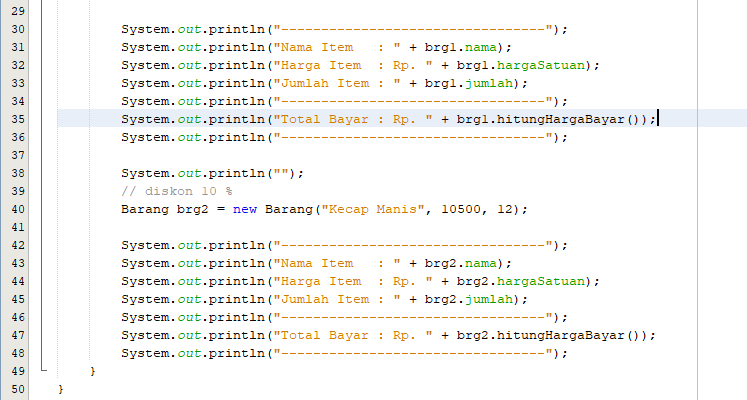 29
30 System.out.println("---------------------------------");
31 System.out.println("Nama Item   : " + brg1.nama);
32 System.out.println("Harga Item  : Rp. " + brg1.hargaSatuan);
33 System.out.println("Jumlah Item : " + brg1.jumlah);
34 System.out.println("---------------------------------");
35 System.out.println("Total Bayar : Rp. " + brg1.hitungHargaBayar());
36 System.out.println("---------------------------------");
37
38 System.out.println("");
39 // diskon 10 %
40 Barang brg2 = new Barang("Kecap Manis", 10500, 12);
41
42 System.out.println("---------------------------------");
43 System.out.println("Nama Item   : " + brg2.nama);
44 System.out.println("Harga Item  : Rp. " + brg2.hargaSatuan);
45 System.out.println("Jumlah Item : " + brg2.jumlah);
46 System.out.println("---------------------------------");
47 System.out.println("Total Bayar : Rp. " + brg2.hitungHargaBayar());
48 System.out.println("---------------------------------");
49 }
50 }